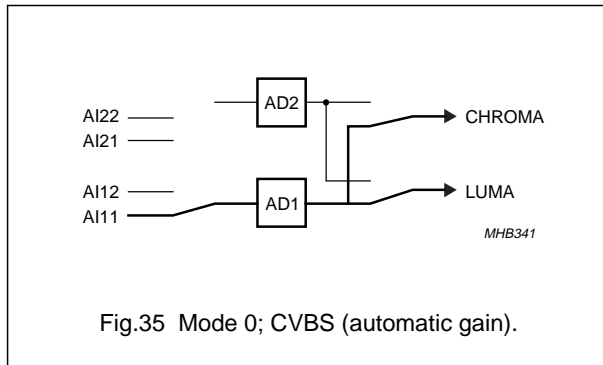 AD2
AI22
CHROMA
AI21
AI12
LUMA
AD1
AI11
MHB341
Fig.35 Mode 0; CVBS (automatic gain).